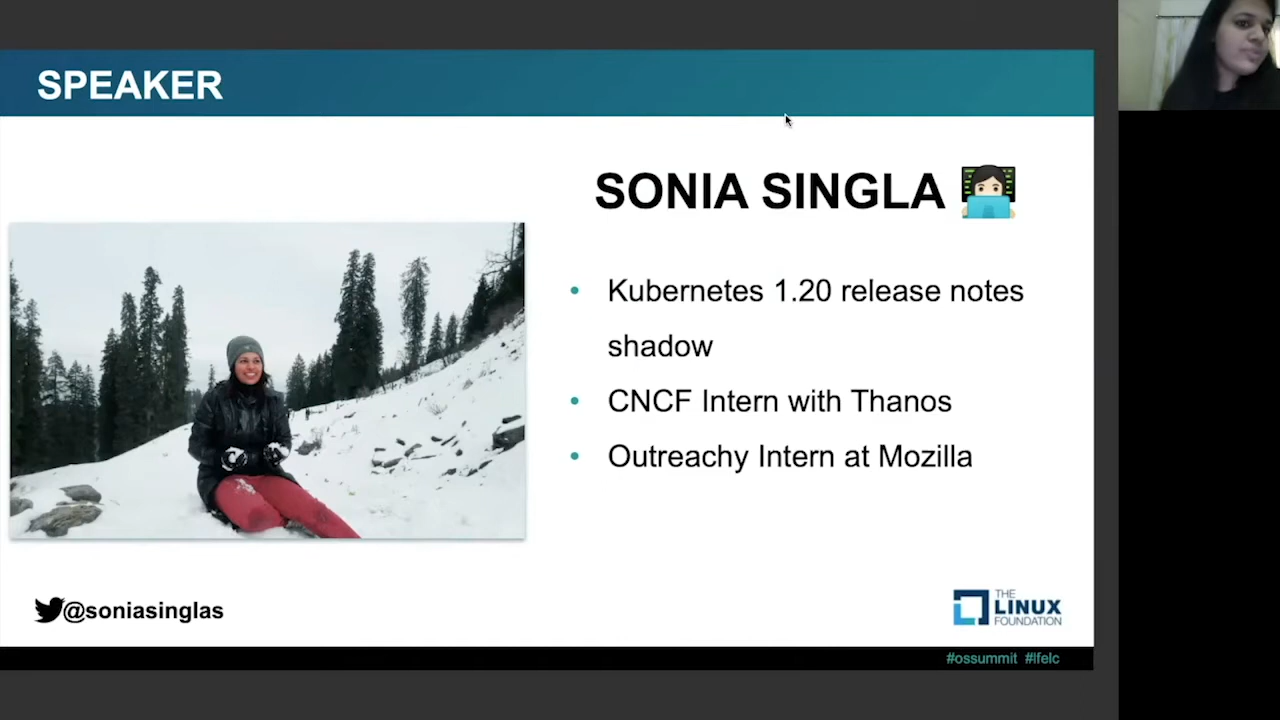 SPEAKER
SONIA SINGLA
• Kubernetes 1.20 release notes
shadow
• CNCF Intern with Thanos
• Outreachy Intern at Mozilla
@soniasinglas
THE
LINUX
FOUNDATION
#ossummit #lfelc